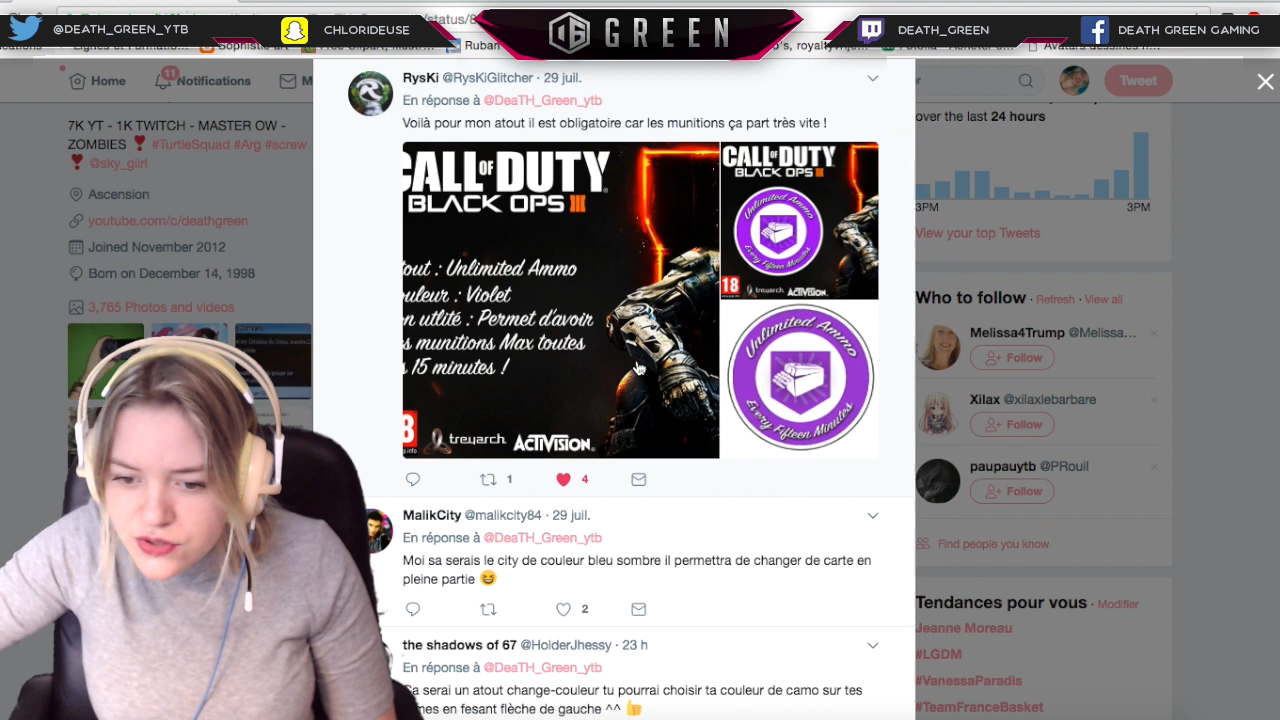 @DEATH_GREEN_YTB
CHLORIDEUSE
GREEN
DEATH_GREEN
DEATH GREEN GAMING
Home
11
Notifications
M
Tweet
7K YT - 1K TWITCH - MASTER OW -
ZOMBIES ❣ #TurtleSquad #Arg #screw
❣ @sky_giirl
Ascension
youtube.com/c/deathgreen
Joined November 2012
Born on December 14, 1998
3,765 Photos and videos
RysKi @RysKiGlitcher · 29 juil.
En réponse à @DeaTH_Green_ytb
Voilà pour mon atout il est obligatoire car les munitions ça part très vite !
CALL OF DUTY
BLACK OPS III
tout : Unlimited Ammo
ouleur : Violet
n utlité : Permet d'avoir
s munitions Max toutes
s 15 minutes !
treyarch ACTIVISION.
CALL OF DUTY
BLACK OPS III
Unlimited Ammo
Every Fifteen Minutes
18
treyarch ACTIVISION.
Unlimited Ammo
Every Fifteen Minutes
1
4
MalikCity @malikcity84 · 29 juil.
En réponse à @DeaTH_Green_ytb
Moi sa serais le city de couleur bleu sombre il permettra de changer de carte en
pleine partie 😆
2
the shadows of 67 @HolderJhessy · 23 h
En réponse à @DeaTH_Green_ytb
Ça serai un atout change-couleur tu pourrai choisir ta couleur de camo sur tes
mes en fesant flèche de gauche ^^ 👍
over the last 24 hours
3PM
3PM
View your top Tweets
Who to follow · Refresh · View all
Melissa4Trump @Melissa...
Follow
Xilax @xilaxlebarbare
Follow
paupauytb @PRouil
Follow
Find people you know
Tendances pour vous · Modifier
Jeanne Moreau
#LGDM
#VanessaParadis
#TeamFranceBasket